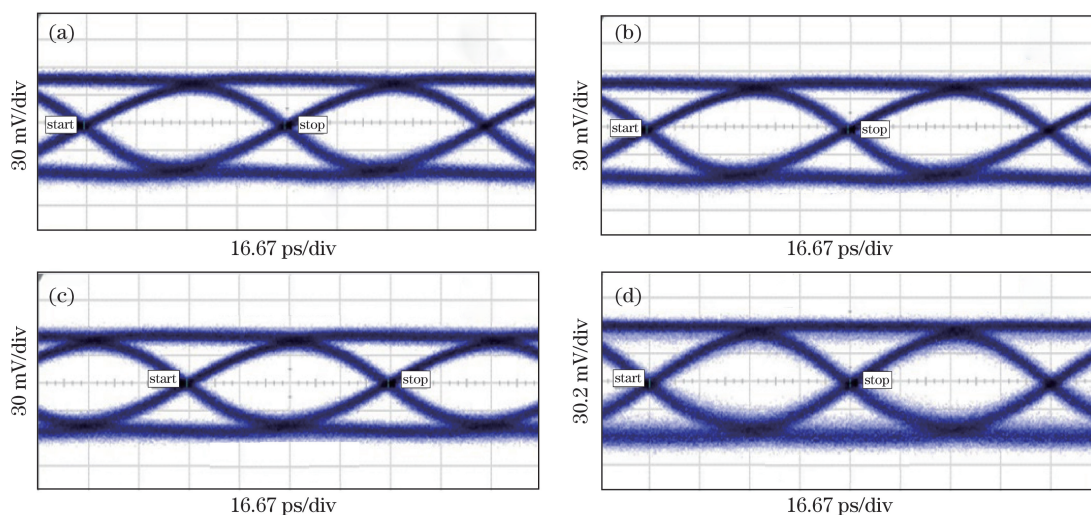 (a)
start
stop
30 mV/div
16.67 ps/div
(b)
start
stop
30 mV/div
16.67 ps/div
(c)
start
stop
30 mV/div
16.67 ps/div
(d)
start
stop
30.2 mV/div
16.67 ps/div